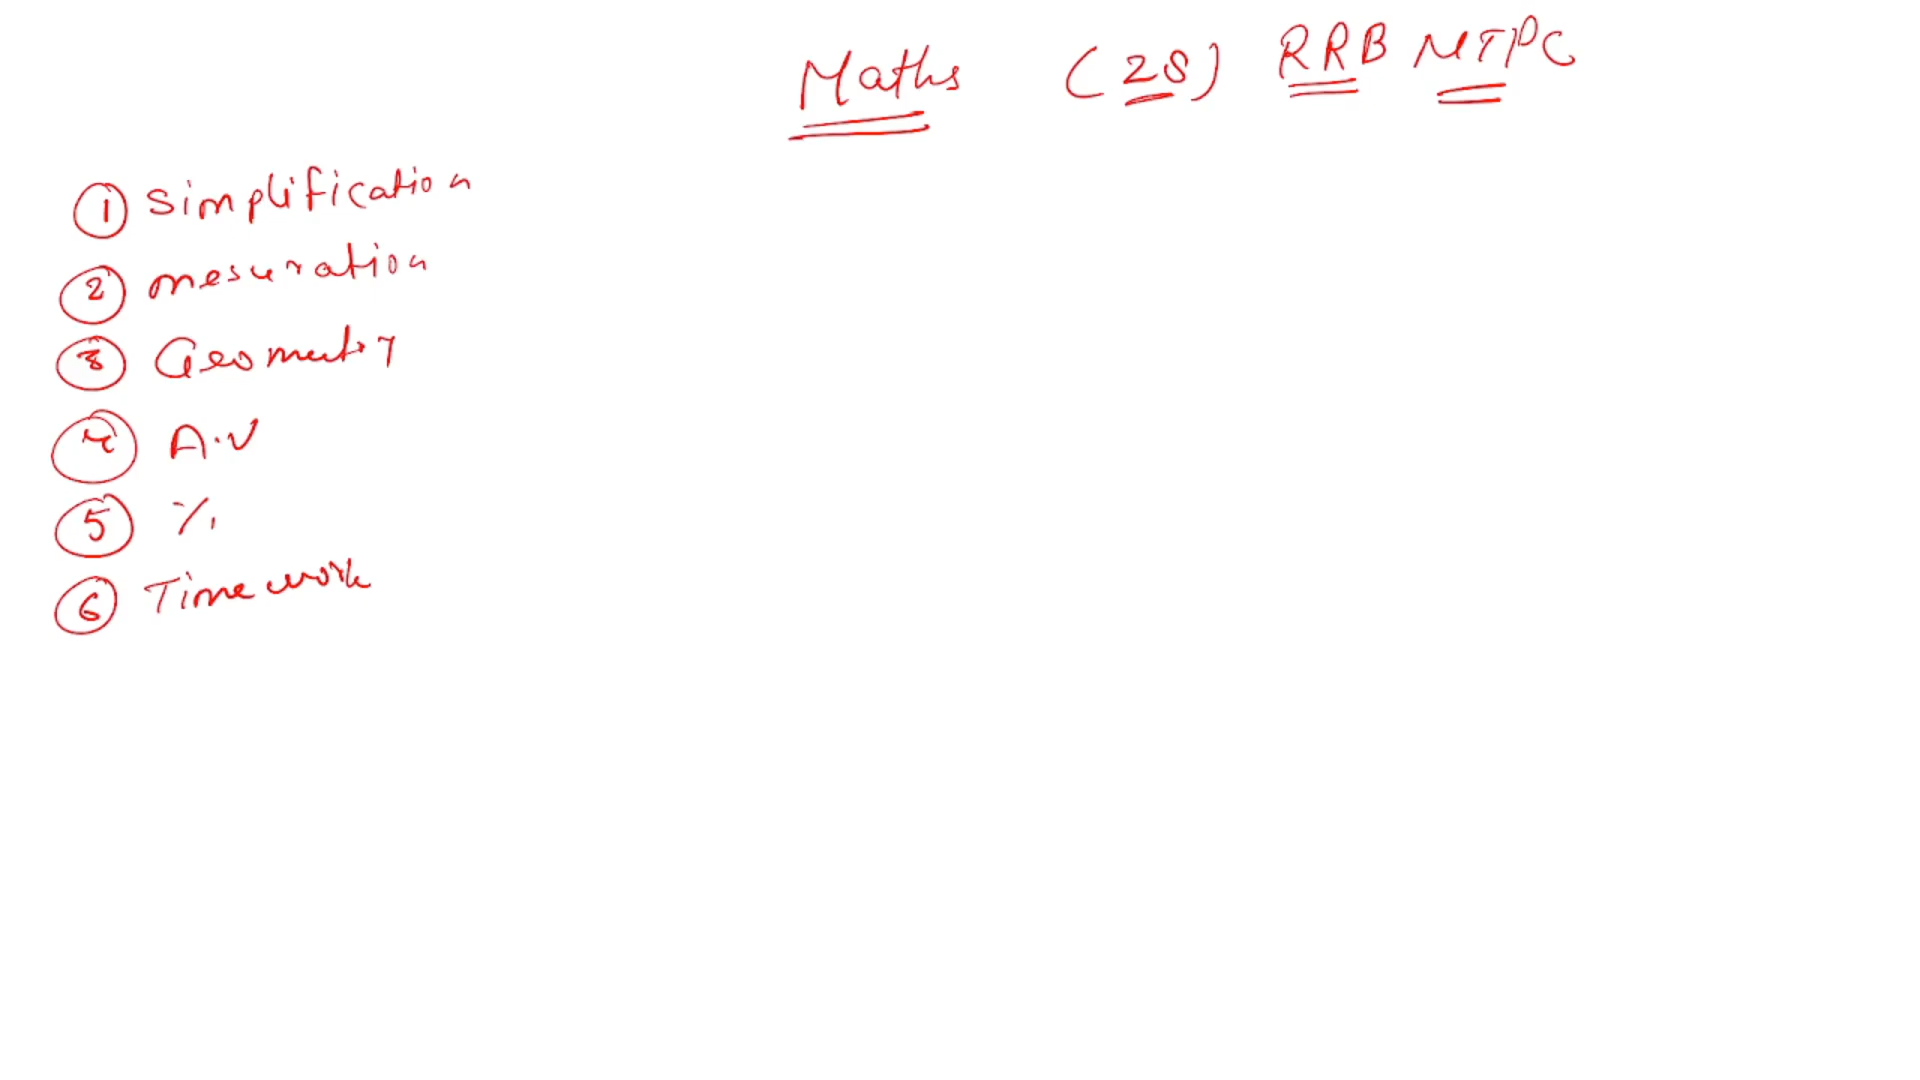 Maths (28) RRB NTPC
① Simplification
② mesuration
③ Geometry
④ A.V
⑤ %
⑥ Time work